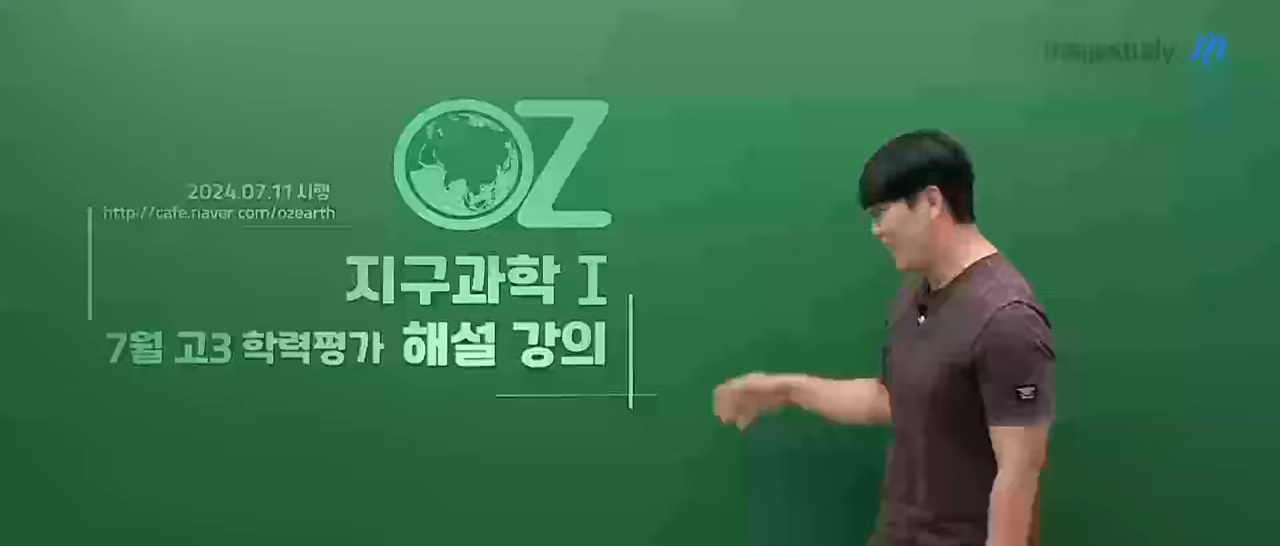 OZ
2024.07.11 시행
http://cafe.naver.com/ozearth
지구과학 I
7월 고3 학력평가 해설 강의